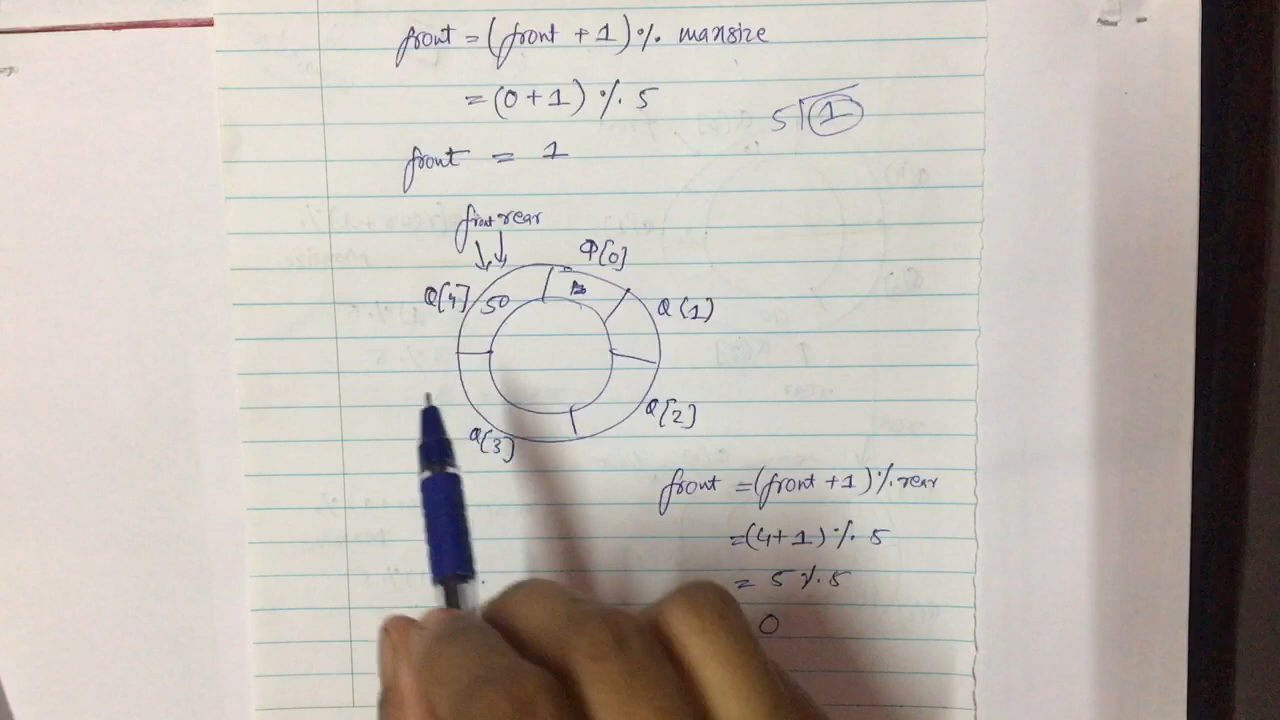 front = (front + 1) % maxsize
= (0 + 1) % 5
5 1
front = 1
front rear
Q[0]
Q[4] 50
Q(1)
Q[2]
Q[3]
front = (front + 1) % rear
= (4 + 1) % 5
= 5 % 5
0